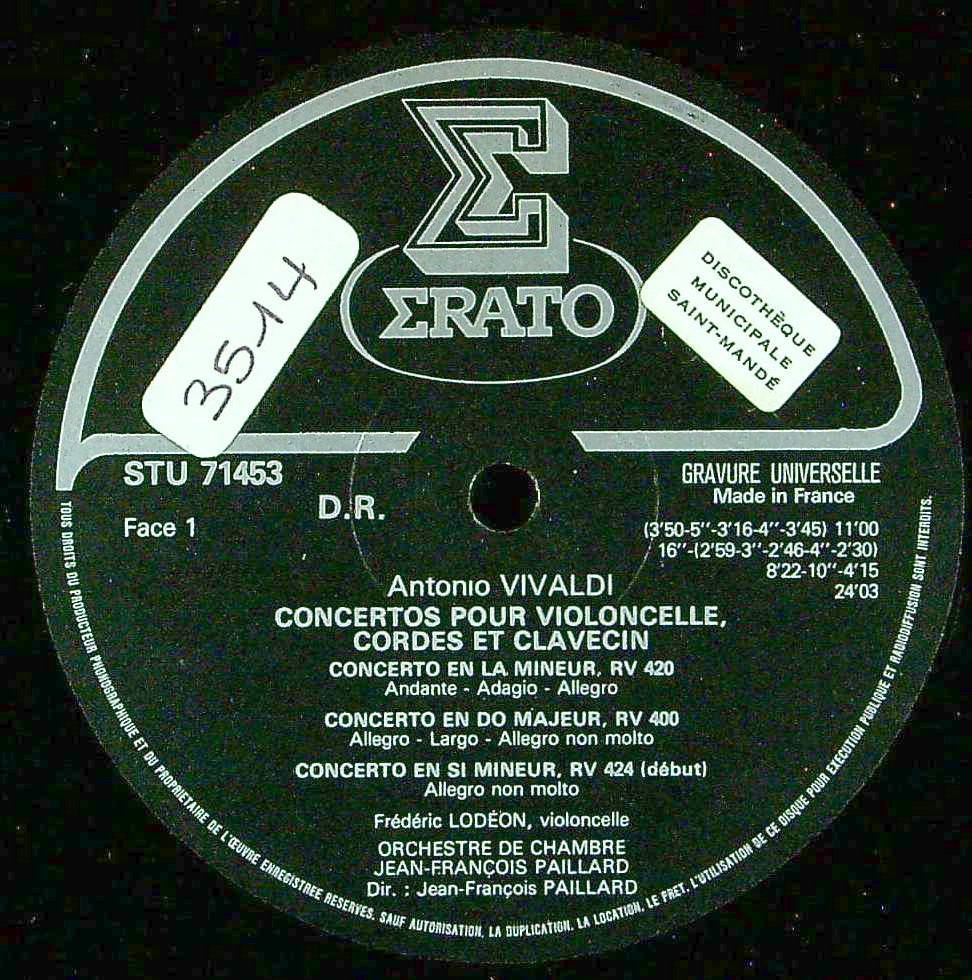 Σ
ΣRATO
35-14
DISCOTHÈQUE
MUNICIPALE
SAINT-MANDÉ
STU 71453
D.R.
Face 1
GRAVURE UNIVERSELLE
Made in France
(3'50-5''-3'16-4''-3'45) 11'00
16''-(2'59-3''-2'46-4''-2'30)
8'22-10''-4'15
24'03
Antonio VIVALDI
CONCERTOS POUR VIOLONCELLE,
CORDES ET CLAVECIN
CONCERTO EN LA MINEUR, RV 420
Andante - Adagio - Allegro
CONCERTO EN DO MAJEUR, RV 400
Allegro - Largo - Allegro non molto
CONCERTO EN SI MINEUR, RV 424 (début)
Allegro non molto
Frédéric LODÉON, violoncelle
ORCHESTRE DE CHAMBRE
JEAN-FRANÇOIS PAILLARD
Dir. : Jean-François PAILLARD
TOUS DROITS DU PRODUCTEUR PHONOGRAPHIQUE ET DU PROPRIETAIRE DE L'ŒUVRE ENREGISTREE RESERVES. SAUF AUTORISATION, LA DUPLICATION, LA LOCATION, LE PRET, L'UTILISATION DE CE DISQUE POUR EXECUTION PUBLIQUE ET RADIODIFFUSION SONT INTERDITS.